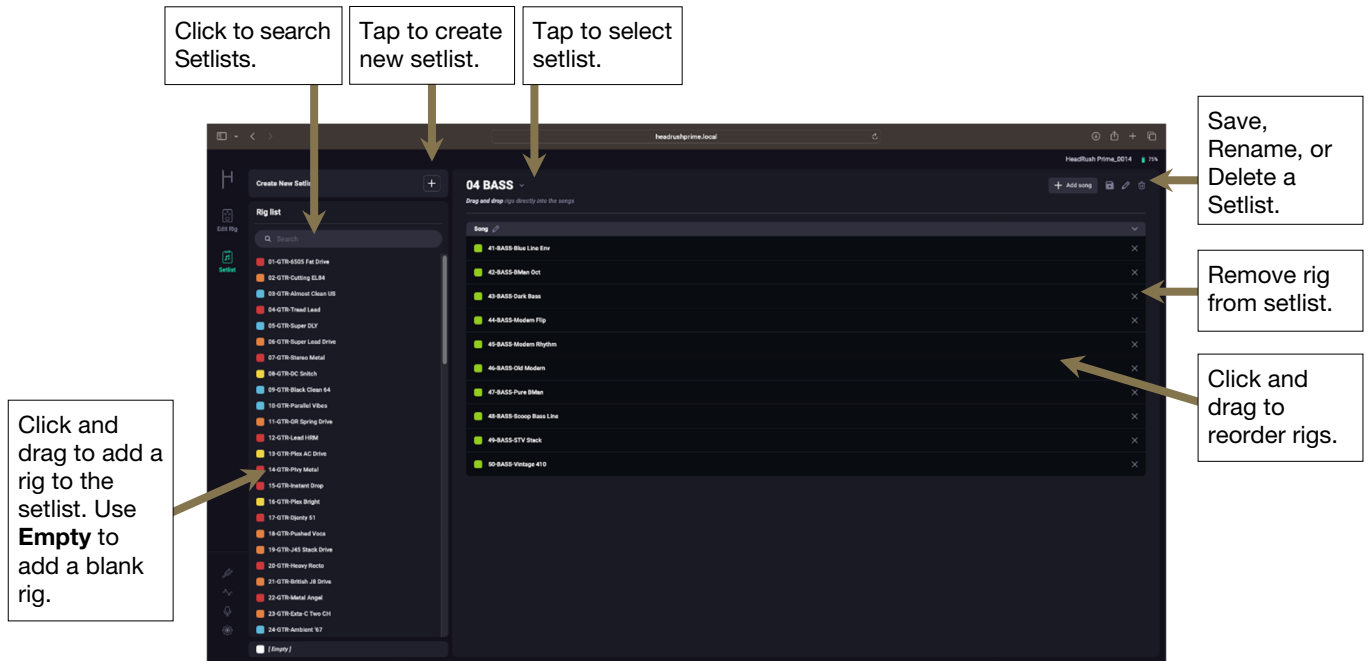 Click to search
Setlists.
Tap to create
new setlist.
Tap to select
setlist.
Save,
Rename, or
Delete a
Setlist.
Remove rig
from setlist.
Click and
drag to
reorder rigs.
Click and
drag to add a
rig to the
setlist. Use
Empty to
add a blank
rig.
headrushprime.local
HeadRush Prime_0014 75%
Edit Rig
Setlist
Create New Setlist +
Rig list
Search
01-GTR-6505 Fat Drive
02-GTR-Cutting EL84
03-GTR-Almost Clean US
04-GTR-Tread Lead
05-GTR-Super DLY
06-GTR-Super Lead Drive
07-GTR-Stereo Metal
08-GTR-DC Snitch
09-GTR-Black Clean 64
10-GTR-Parallel Vibes
11-GTR-OR Spring Drive
12-GTR-Lead HRM
13-GTR-Plex AC Drive
14-GTR-Plvy Metal
15-GTR-Instant Drop
16-GTR-Plex Bright
17-GTR-Djenty 51
18-GTR-Pushed Voco
19-GTR-J45 Stack Drive
20-GTR-Heavy Recto
21-GTR-British J8 Drive
22-GTR-Metal Angel
23-GTR-Exta-C Two CH
24-GTR-Ambient '67
[ Empty ]
04 BASS
+ Add song
Drag and drop rigs directly into the songs
Song
41-BASS-Blue Line Env
42-BASS-BMan Oct
43-BASS-Dark Bass
44-BASS-Modern Flip
45-BASS-Modern Rhythm
46-BASS-Old Modern
47-BASS-Pure BMan
48-BASS-Scoop Bass Line
49-BASS-STV Stack
50-BASS-Vintage 410